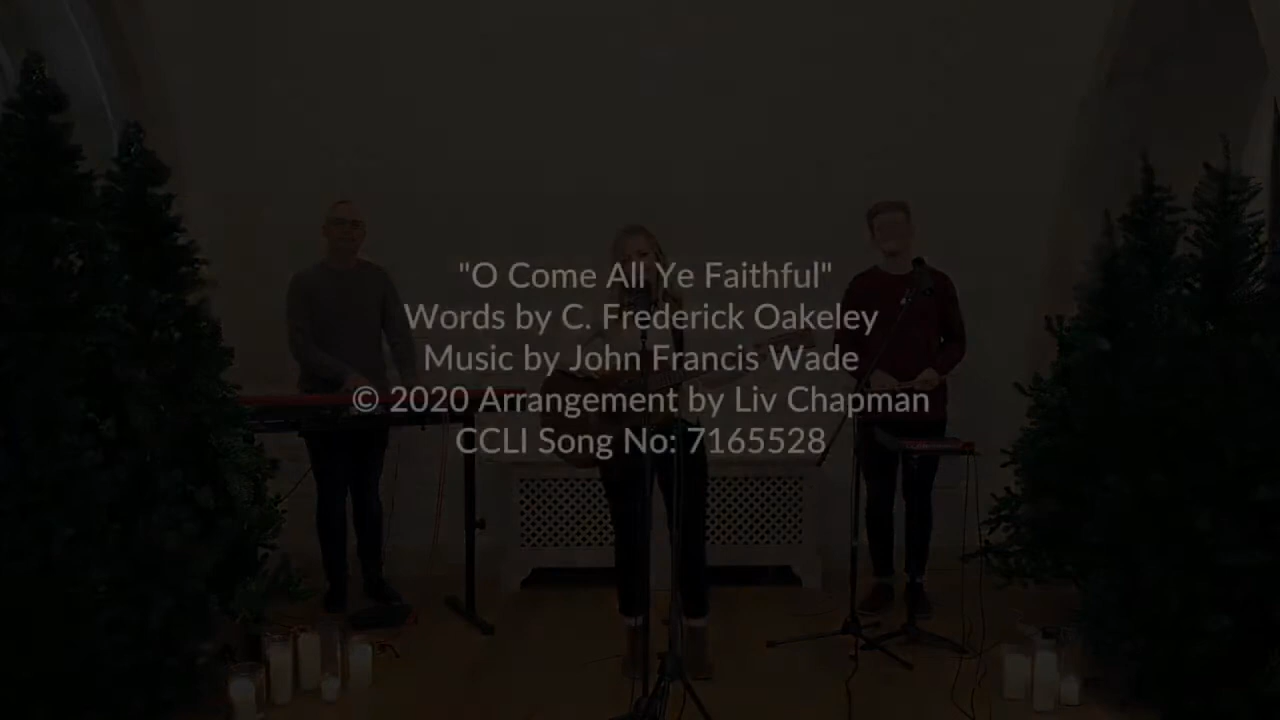 "O Come All Ye Faithful"
Words by C. Frederick Oakeley
Music by John Francis Wade
© 2020 Arrangement by Liv Chapman
CCLI Song No: 7165528